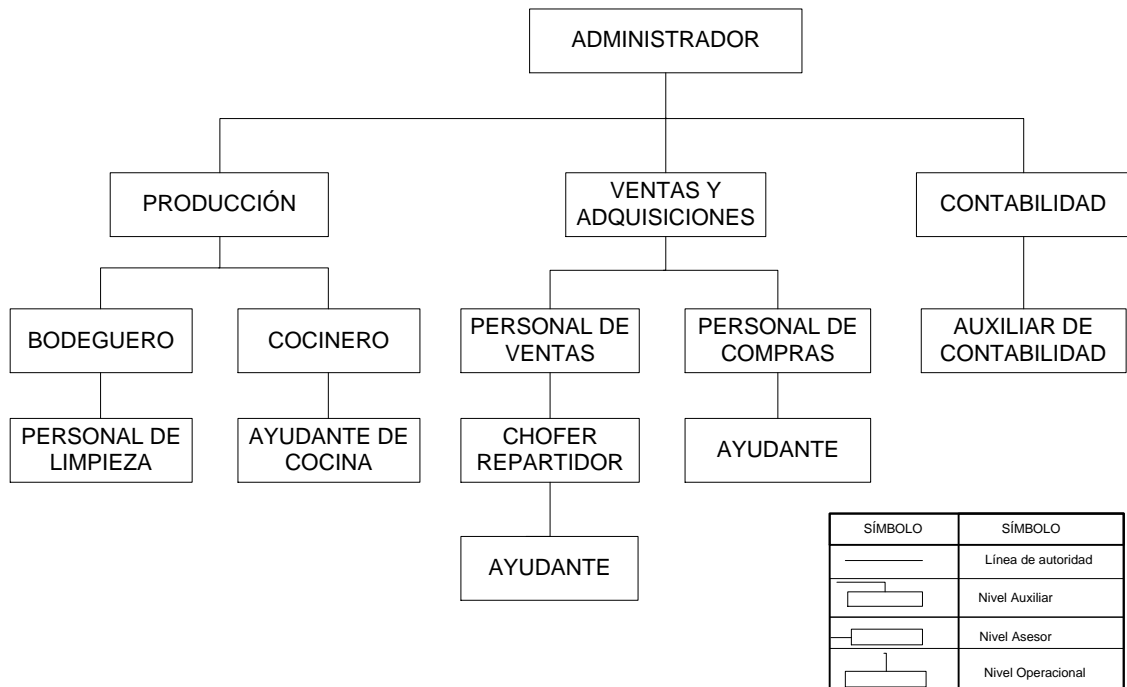 ADMINISTRADOR
PRODUCCIÓN
VENTAS Y
ADQUISICIONES
CONTABILIDAD
BODEGUERO
COCINERO
PERSONAL DE
VENTAS
PERSONAL DE
COMPRAS
AUXILIAR DE
CONTABILIDAD
PERSONAL DE
LIMPIEZA
AYUDANTE DE
COCINA
CHOFER
REPARTIDOR
AYUDANTE
AYUDANTE
SÍMBOLO SÍMBOLO
Línea de autoridad
Nivel Auxiliar
Nivel Asesor
Nivel Operacional